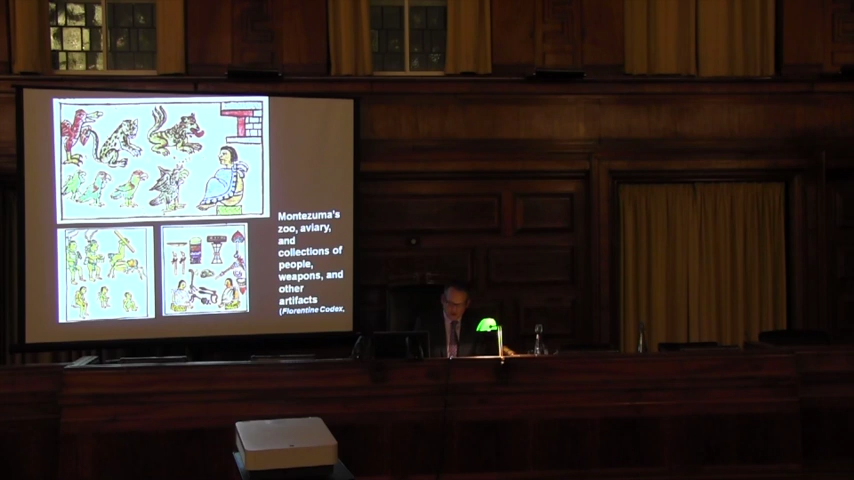 Montezuma's
zoo, aviary,
and
collections of
people,
weapons, and
other
artifacts
(Florentine Codex,